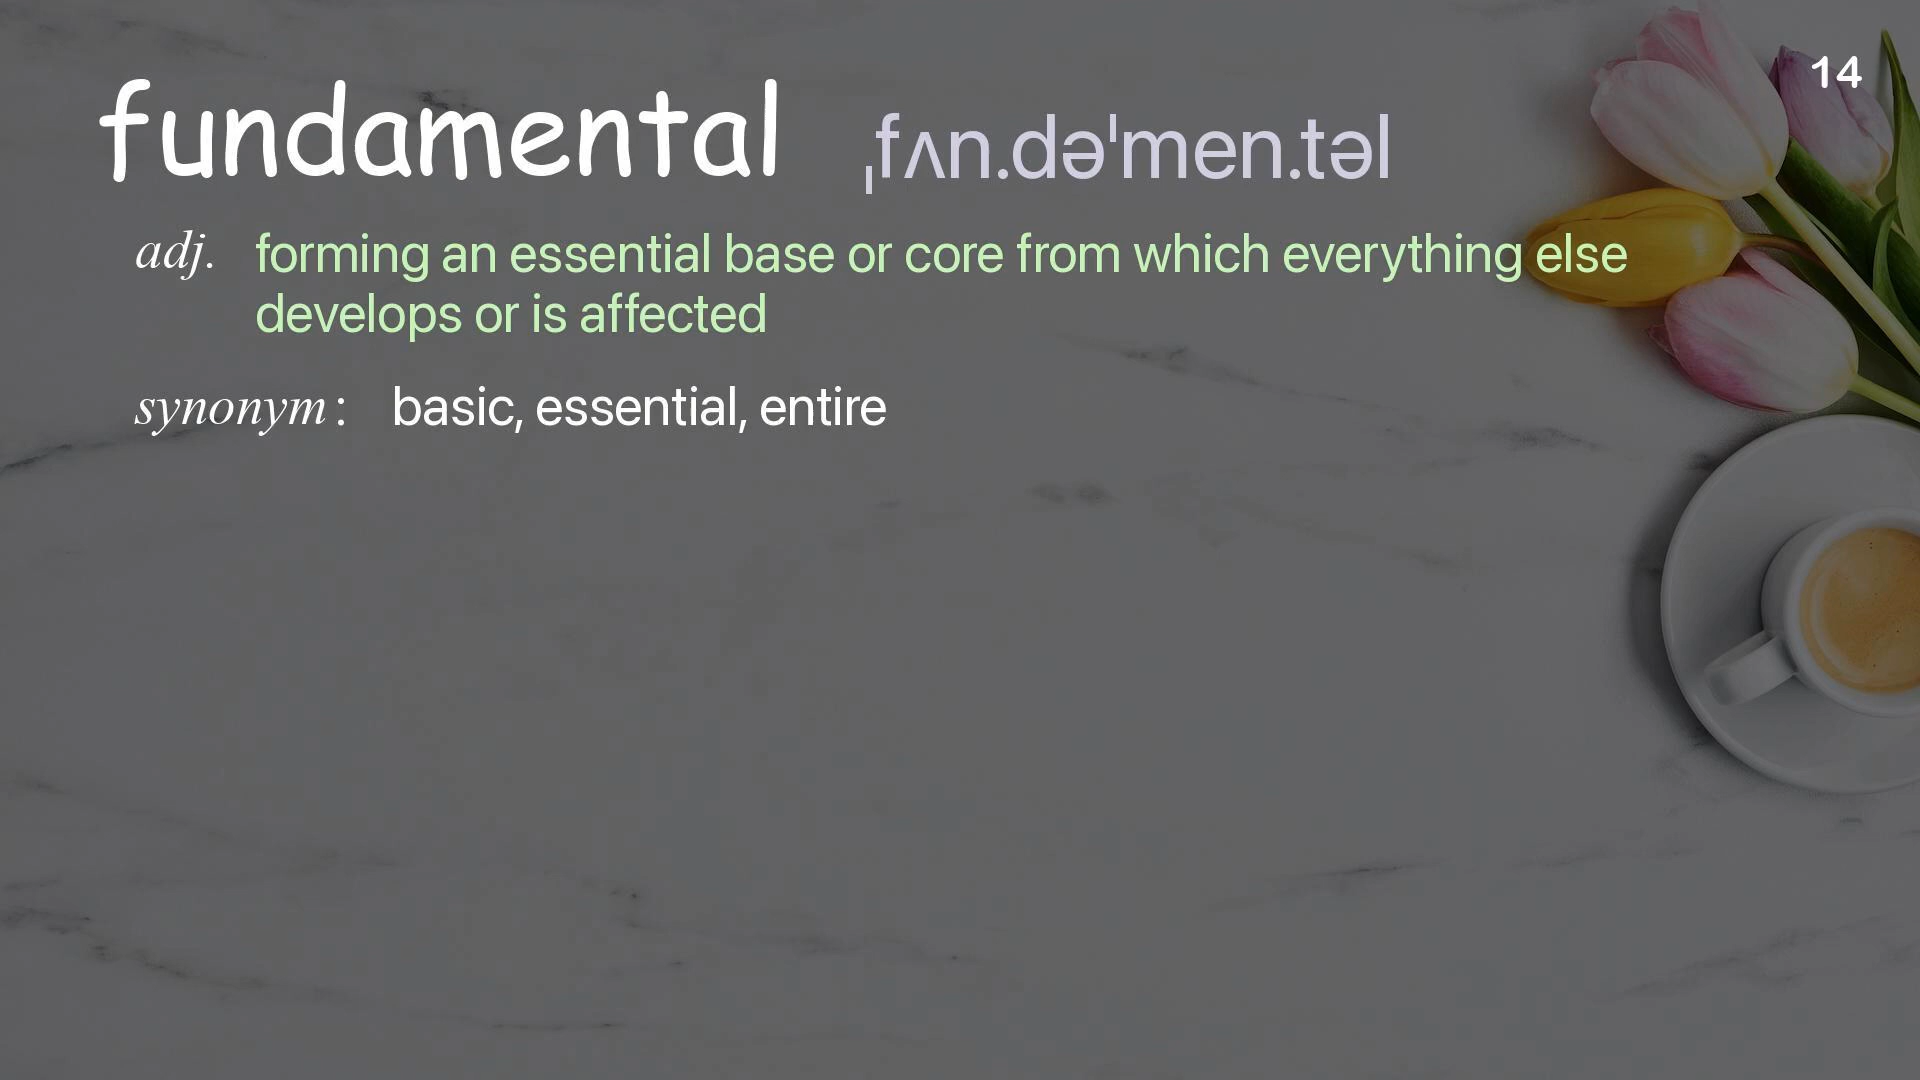 14
fundamental ˌfʌn.dəˈmen.təl
adj. forming an essential base or core from which everything else
develops or is affected
synonym: basic, essential, entire